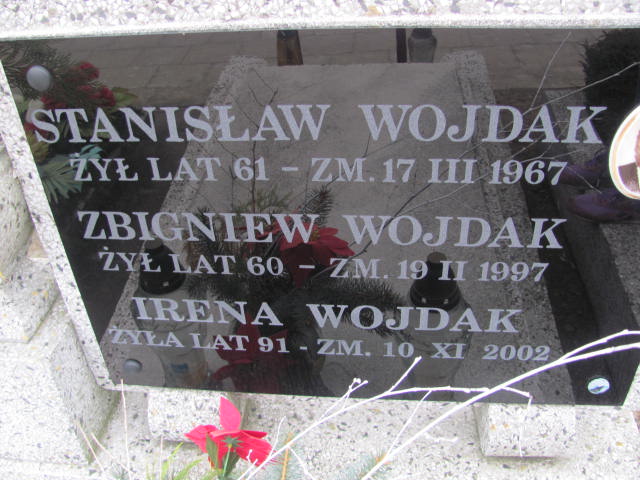 STANISŁAW WOJDAK
ŻYŁ LAT 61 - ZM. 17 III 1967
ZBIGNIEW WOJDAK
ŻYŁ LAT 60 - ZM. 19 II 1997
IRENA WOJDAK
ŻYŁA LAT 91 - ZM. 10. XI 2002